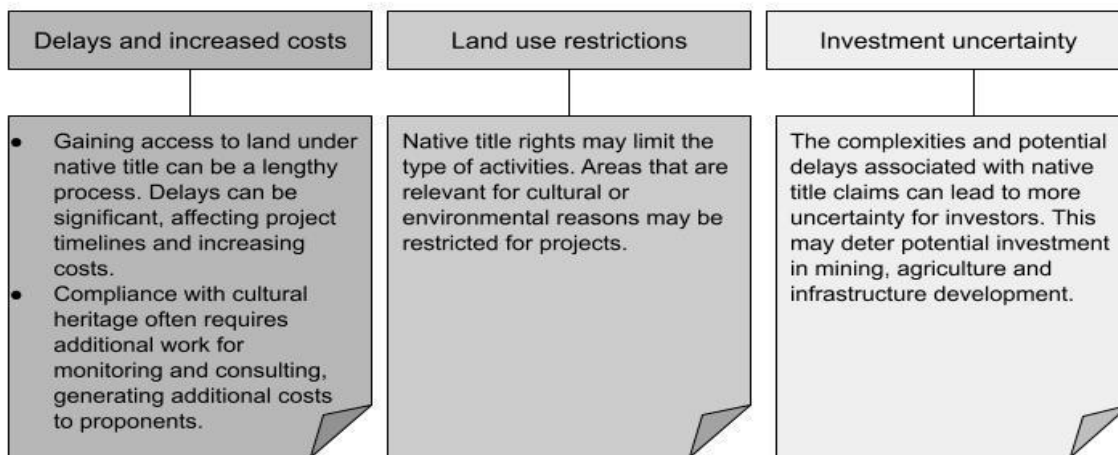 Delays and increased costs
● Gaining access to land under
native title can be a lengthy
process. Delays can be
significant, affecting project
timelines and increasing
costs.
● Compliance with cultural
heritage often requires
additional work for
monitoring and consulting,
generating additional costs
to proponents.
Land use restrictions
Native title rights may limit the
type of activities. Areas that are
relevant for cultural or
environmental reasons may be
restricted for projects.
Investment uncertainty
The complexities and potential
delays associated with native
title claims can lead to more
uncertainty for investors. This
may deter potential investment
in mining, agriculture and
infrastructure development.